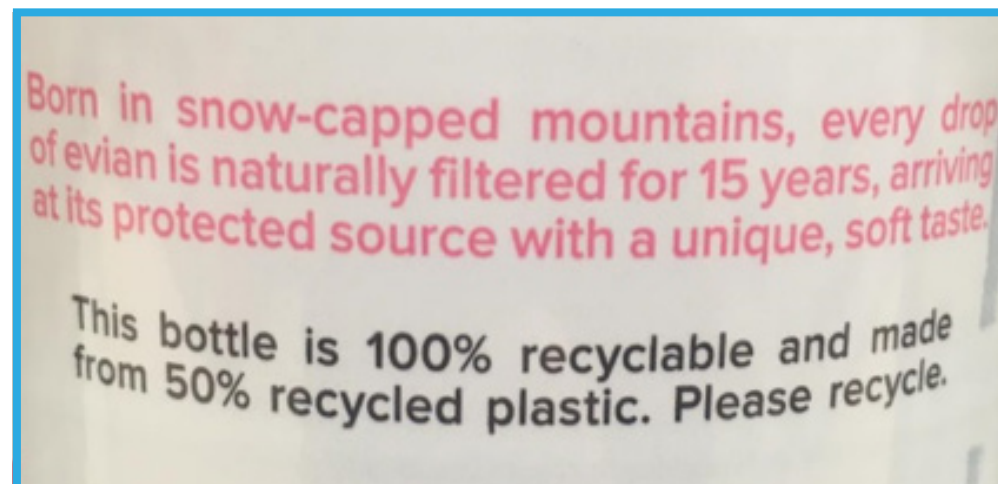 Born in snow-capped mountains, every drop
of evian is naturally filtered for 15 years, arriving
at its protected source with a unique, soft taste.
This bottle is 100% recyclable and made
from 50% recycled plastic. Please recycle.